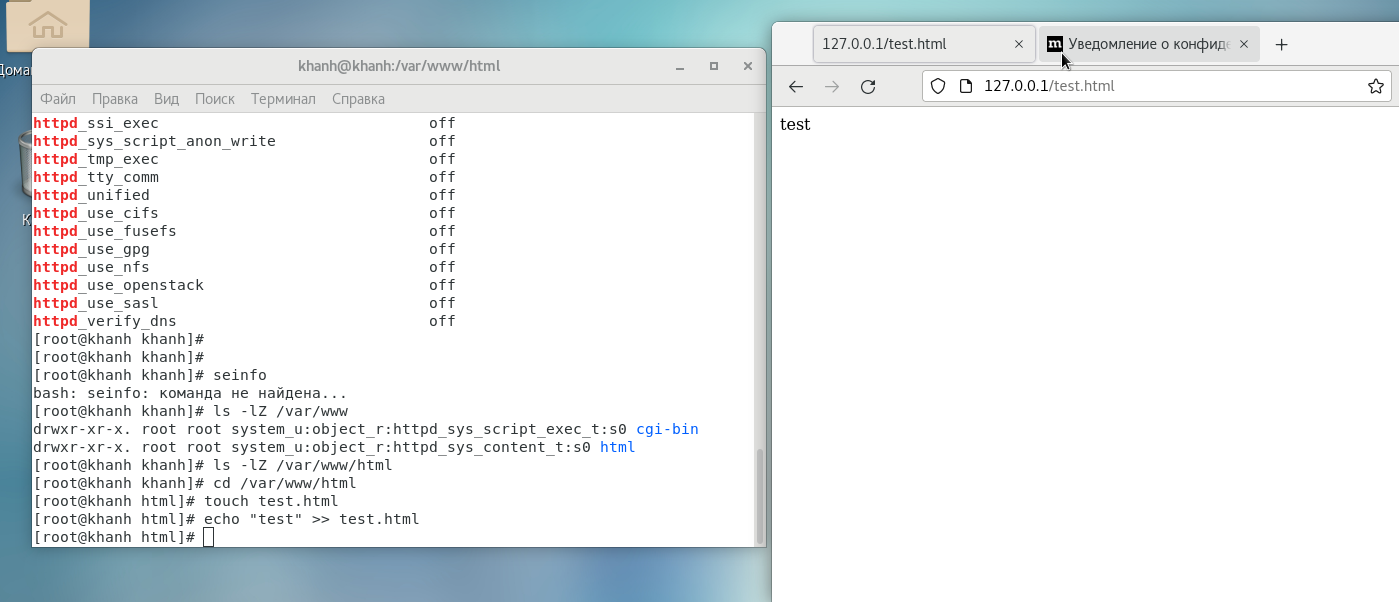 khanh@khanh:/var/www/html
Файл Правка Вид Поиск Терминал Справка
httpd_ssi_exec off
httpd_sys_script_anon_write off
httpd_tmp_exec off
httpd_tty_comm off
httpd_unified off
httpd_use_cifs off
httpd_use_fusefs off
httpd_use_gpg off
httpd_use_nfs off
httpd_use_openstack off
httpd_use_sasl off
httpd_verify_dns off
[root@khanh khanh]#
[root@khanh khanh]#
[root@khanh khanh]# seinfo
bash: seinfo: команда не найдена...
[root@khanh khanh]# ls -lZ /var/www
drwxr-xr-x. root root system_u:object_r:httpd_sys_script_exec_t:s0 cgi-bin
drwxr-xr-x. root root system_u:object_r:httpd_sys_content_t:s0 html
[root@khanh khanh]# ls -lZ /var/www/html
[root@khanh khanh]# cd /var/www/html
[root@khanh html]# touch test.html
[root@khanh html]# echo "test" >> test.html
[root@khanh html]#
127.0.0.1/test.html
m Уведомление о конфиде
127.0.0.1/test.html
test